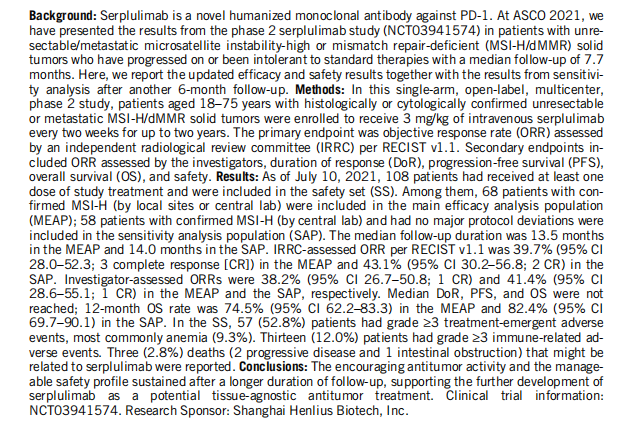 Background: Serplulimab is a novel humanized monoclonal antibody against PD-1. At ASCO 2021, we
have presented the results from the phase 2 serplulimab study (NCT03941574) in patients with unre-
sectable/metastatic microsatellite instability-high or mismatch repair-deficient (MSI-H/dMMR) solid
tumors who have progressed on or been intolerant to standard therapies with a median follow-up of 7.7
months. Here, we report the updated efficacy and safety results together with the results from sensitiv-
ity analysis after another 6-month follow-up. Methods: In this single-arm, open-label, multicenter,
phase 2 study, patients aged 18–75 years with histologically or cytologically confirmed unresectable
or metastatic MSI-H/dMMR solid tumors were enrolled to receive 3 mg/kg of intravenous serplulimab
every two weeks for up to two years. The primary endpoint was objective response rate (ORR) assessed
by an independent radiological review committee (IRRC) per RECIST v1.1. Secondary endpoints in-
cluded ORR assessed by the investigators, duration of response (DoR), progression-free survival (PFS),
overall survival (OS), and safety. Results: As of July 10, 2021, 108 patients had received at least one
dose of study treatment and were included in the safety set (SS). Among them, 68 patients with con-
firmed MSI-H (by local sites or central lab) were included in the main efficacy analysis population
(MEAP); 58 patients with confirmed MSI-H (by central lab) and had no major protocol deviations were
included in the sensitivity analysis population (SAP). The median follow-up duration was 13.5 months
in the MEAP and 14.0 months in the SAP. IRRC-assessed ORR per RECIST v1.1 was 39.7% (95% CI
28.0–52.3; 3 complete response [CR]) in the MEAP and 43.1% (95% CI 30.2–56.8; 2 CR) in the
SAP. Investigator-assessed ORRs were 38.2% (95% CI 26.7–50.8; 1 CR) and 41.4% (95% CI
28.6–55.1; 1 CR) in the MEAP and the SAP, respectively. Median DoR, PFS, and OS were not
reached; 12-month OS rate was 74.5% (95% CI 62.2–83.3) in the MEAP and 82.4% (95% CI
69.7–90.1) in the SAP. In the SS, 57 (52.8%) patients had grade ≥3 treatment-emergent adverse
events, most commonly anemia (9.3%). Thirteen (12.0%) patients had grade ≥3 immune-related ad-
verse events. Three (2.8%) deaths (2 progressive disease and 1 intestinal obstruction) that might be
related to serplulimab were reported. Conclusions: The encouraging antitumor activity and the manage-
able safety profile sustained after a longer duration of follow-up, supporting the further development of
serplulimab as a potential tissue-agnostic antitumor treatment. Clinical trial information:
NCT03941574. Research Sponsor: Shanghai Henlius Biotech, Inc.